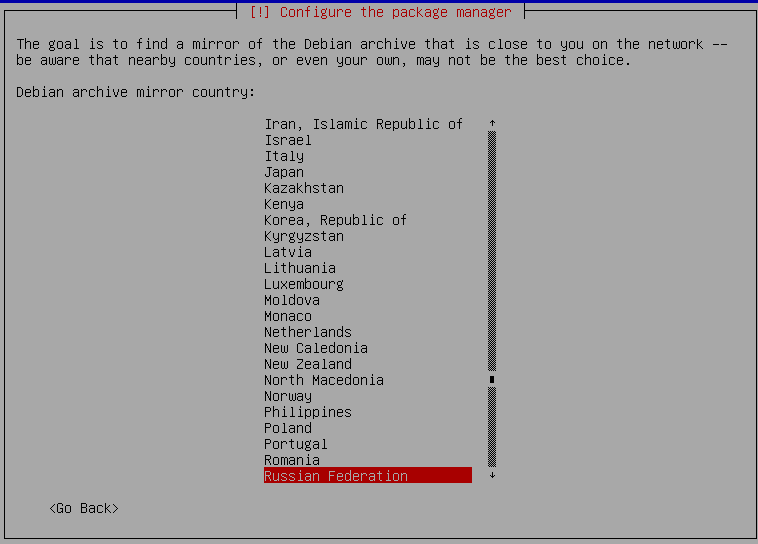 [!] Configure the package manager
The goal is to find a mirror of the Debian archive that is close to you on the network --
be aware that nearby countries, or even your own, may not be the best choice.
Debian archive mirror country:
Iran, Islamic Republic of
Israel
Italy
Japan
Kazakhstan
Kenya
Korea, Republic of
Kyrgyzstan
Latvia
Lithuania
Luxembourg
Moldova
Monaco
Netherlands
New Caledonia
New Zealand
North Macedonia
Norway
Philippines
Poland
Portugal
Romania
Russian Federation
<Go Back>